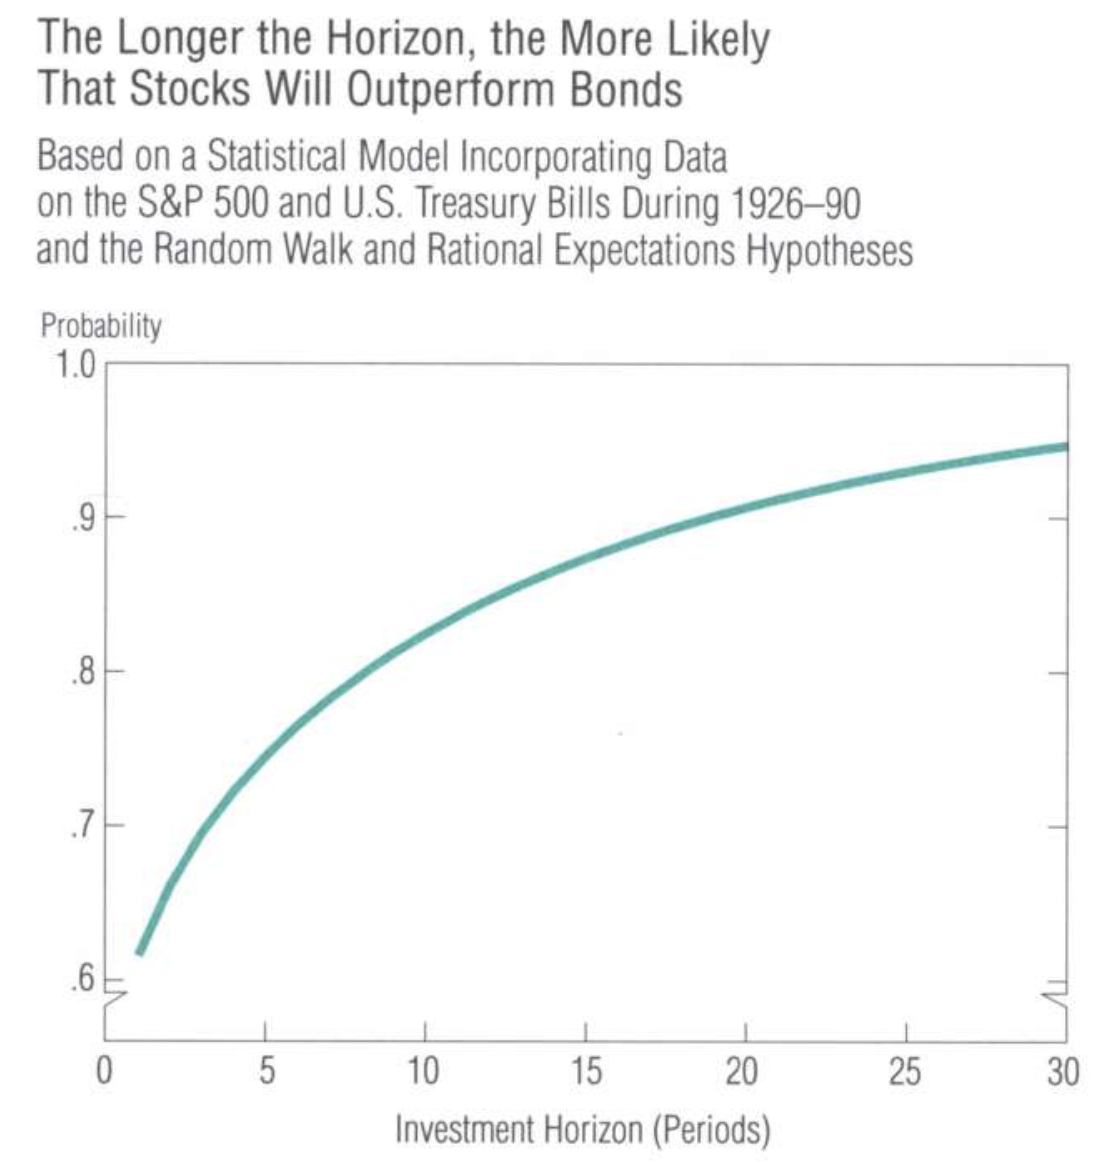 The Longer the Horizon, the More Likely
That Stocks Will Outperform Bonds
Based on a Statistical Model Incorporating Data
on the S&P 500 and U.S. Treasury Bills During 1926–90
and the Random Walk and Rational Expectations Hypotheses
Probability
1.0
.9
.8
.7
.6
0 5 10 15 20 25 30
Investment Horizon (Periods)